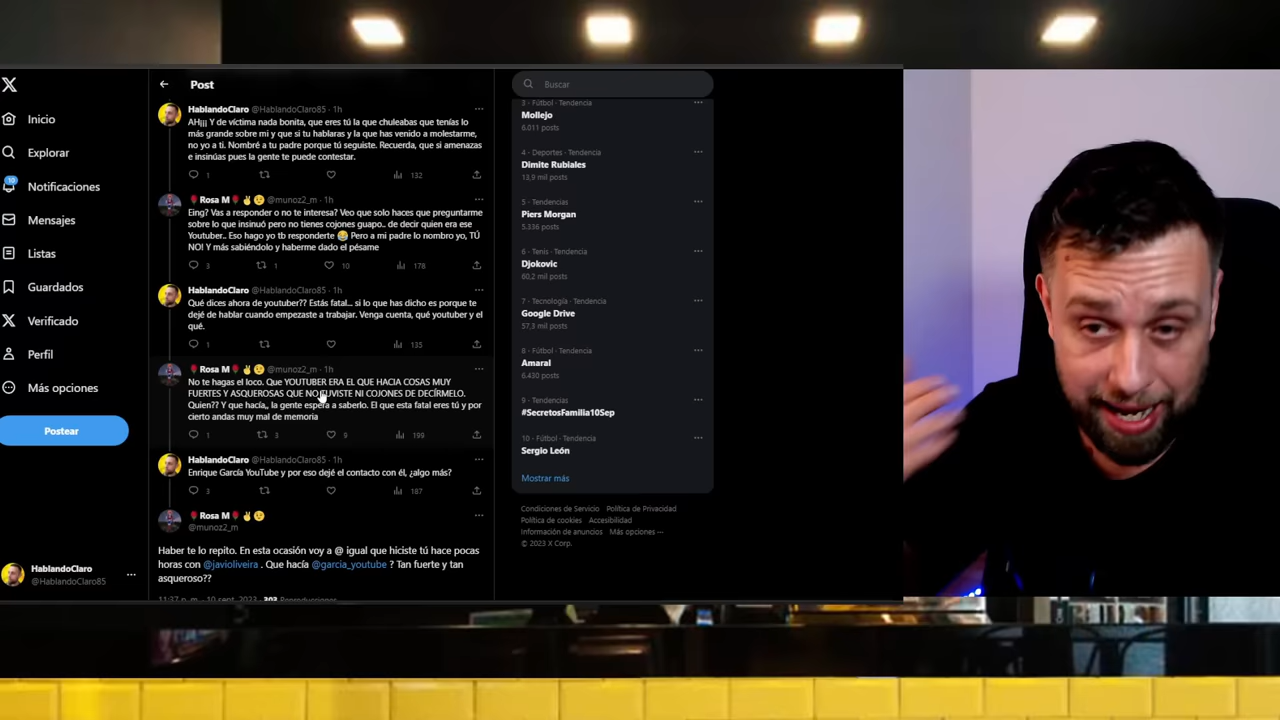 Post
Inicio
Explorar
10
Notificaciones
Mensajes
Listas
Guardados
Verificado
Perfil
Más opciones
Postear
HablandoClaro
@HablandoClaro85
HablandoClaro @HablandoClaro85 · 1h
AH¡¡¡ Y de víctima nada bonita, que eres tú la que chuleabas que tenías lo
más grande sobre mi y que si tu hablaras y la que has venido a molestarme,
no yo a ti. Nombré a tu padre porque tú seguiste. Recuerda, que si amenazas
e insinúas pues la gente te puede contestar.
1 132
🌹Rosa M🌹✌️😉 @munoz2_m · 1h
Eing? Vas a responder o no te interesa? Veo que solo haces que preguntarme
sobre lo que insinuó pero no tienes cojones guapo.. de decir quien era ese
Youtuber.. Eso hago yo tb responderte 😂 Pero a mi padre lo nombro yo, TÚ
NO! Y más sabiéndolo y haberme dado el pésame
3 1 10 178
HablandoClaro @HablandoClaro85 · 1h
Qué dices ahora de youtuber?? Estás fatal... si lo que has dicho es porque te
dejé de hablar cuando empezaste a trabajar. Venga cuenta, qué youtuber y el
qué.
1 135
🌹Rosa M🌹✌️😉 @munoz2_m · 1h
No te hagas el loco. Que YOUTUBER ERA EL QUE HACIA COSAS MUY
FUERTES Y ASQUEROSAS QUE NO TUVISTE NI COJONES DE DECÍRMELO.
Quien?? Y que hacía,, la gente espera a saberlo. El que esta fatal eres tú y por
cierto andas muy mal de memoria
1 3 9 199
HablandoClaro @HablandoClaro85 · 1h
Enrique García YouTube y por eso dejé el contacto con él, ¿algo más?
3 187
🌹Rosa M🌹✌️😉
@munoz2_m
Haber te lo repito. En esta ocasión voy a @ igual que hiciste tú hace pocas
horas con @javioliveira . Que hacía @garcia_youtube ? Tan fuerte y tan
asqueroso??
11:37 p. m. · 10 sept. 2023 · 303 Reproducciones
Buscar
3 · Fútbol · Tendencia
Mollejo
6.011 posts
4 · Deportes · Tendencia
Dimite Rubiales
13,9 mil posts
5 · Tendencias
Piers Morgan
5.336 posts
6 · Tenis · Tendencia
Djokovic
60,2 mil posts
7 · Tecnología · Tendencia
Google Drive
57,3 mil posts
8 · Fútbol · Tendencia
Amaral
6.430 posts
9 · Tendencias
#SecretosFamilia10Sep
10 · Fútbol · Tendencia
Sergio León
Mostrar más
Condiciones de Servicio Política de Privacidad
Política de cookies Accesibilidad
Información de anuncios Más opciones ···
© 2023 X Corp.